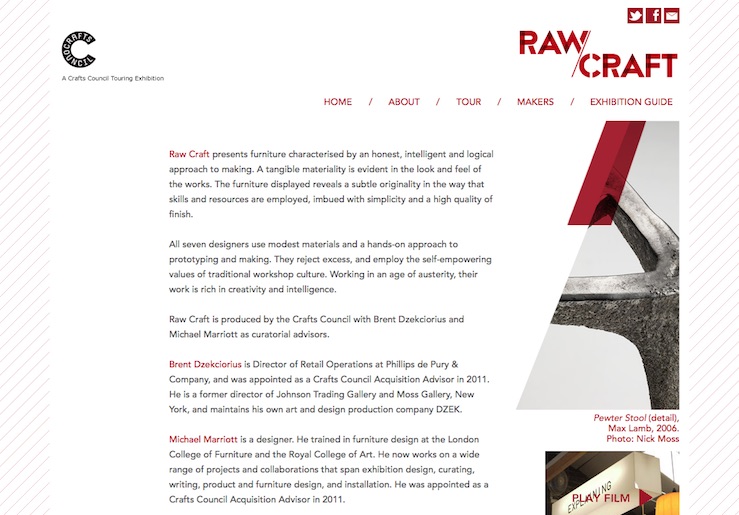 CRAFTS COUNCIL
A Crafts Council Touring Exhibition
RAW
/CRAFT
HOME / ABOUT / TOUR / MAKERS / EXHIBITION GUIDE
Raw Craft presents furniture characterised by an honest, intelligent and logical
approach to making. A tangible materiality is evident in the look and feel of
the works. The furniture displayed reveals a subtle originality in the way that
skills and resources are employed, imbued with simplicity and a high quality of
finish.
All seven designers use modest materials and a hands-on approach to
prototyping and making. They reject excess, and employ the self-empowering
values of traditional workshop culture. Working in an age of austerity, their
work is rich in creativity and intelligence.
Raw Craft is produced by the Crafts Council with Brent Dzekciorius and
Michael Marriott as curatorial advisors.
Brent Dzekciorius is Director of Retail Operations at Phillips de Pury &
Company, and was appointed as a Crafts Council Acquisition Advisor in 2011.
He is a former director of Johnson Trading Gallery and Moss Gallery, New
York, and maintains his own art and design production company DZEK.
Michael Marriott is a designer. He trained in furniture design at the London
College of Furniture and the Royal College of Art. He now works on a wide
range of projects and collaborations that span exhibition design, curating,
writing, product and furniture design, and installation. He was appointed as a
Crafts Council Acquisition Advisor in 2011.
Pewter Stool (detail),
Max Lamb, 2006.
Photo: Nick Moss
EXPLAINING
PLAY FILM